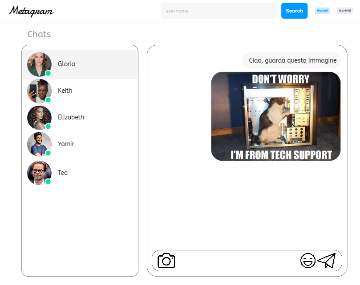 Metagram
username
Search
Chats
Gloria
Keith
Elizabeth
Yamir
Ted
Ciao, guarda questa immagine
DON'T WORRY
I'M FROM TECH SUPPORT